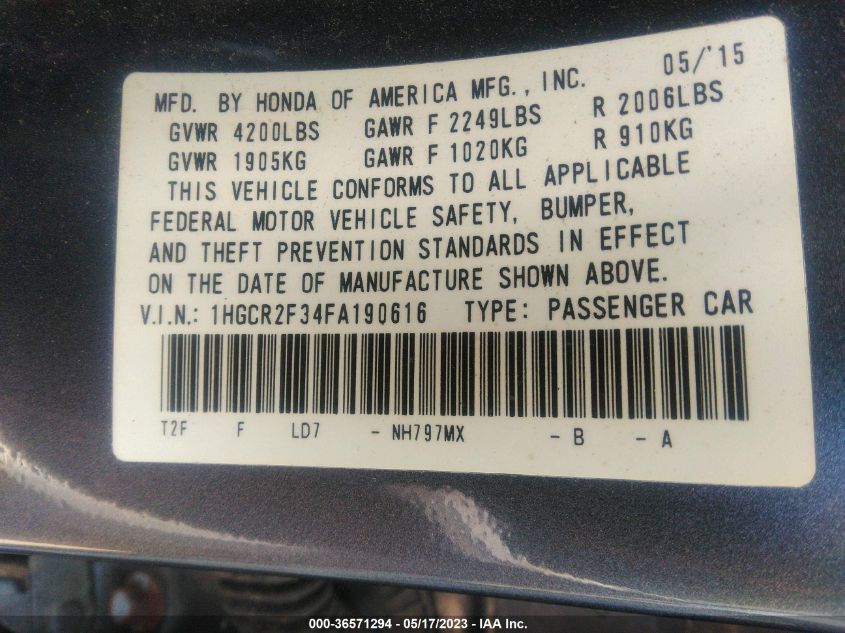 05/'15
MFD. BY HONDA OF AMERICA MFG., INC.
GVWR 4200LBS GAWR F 2249LBS R 2006LBS
GVWR 1905KG GAWR F 1020KG R 910KG
THIS VEHICLE CONFORMS TO ALL APPLICABLE
FEDERAL MOTOR VEHICLE SAFETY, BUMPER,
AND THEFT PREVENTION STANDARDS IN EFFECT
ON THE DATE OF MANUFACTURE SHOWN ABOVE.
V.I.N.: 1HGCR2F34FA190616 TYPE: PASSENGER CAR
T2F F LD7 - NH797MX - B - A
000-36571294 - 05/17/2023 - IAA Inc.